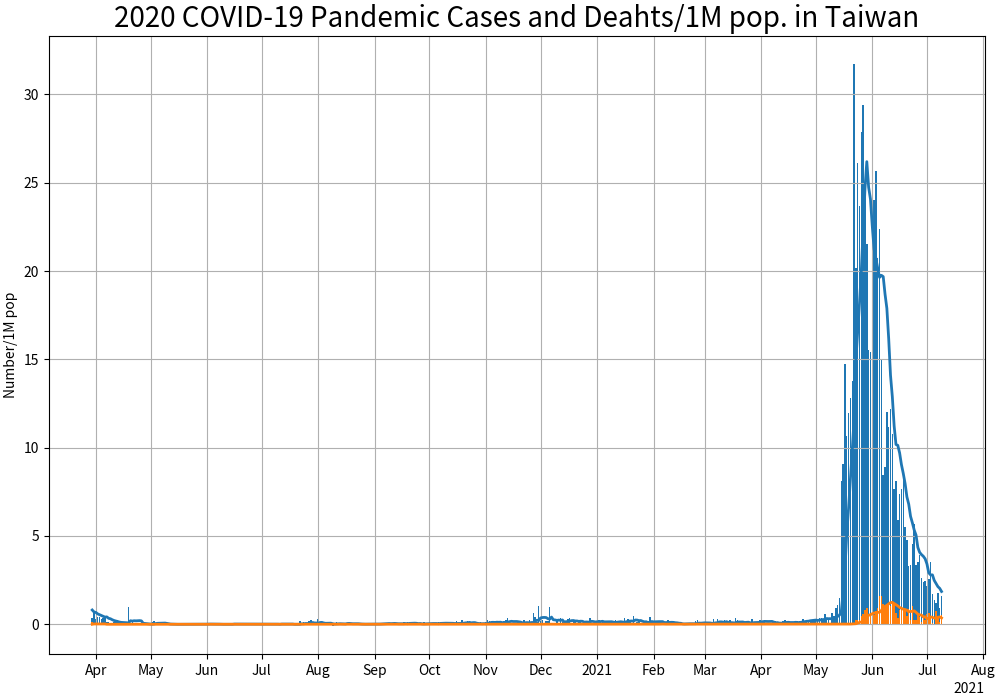 2020 COVID-19 Pandemic Cases and Deahts/1M pop. in Taiwan
Number/1M pop
30
25
20
15
10
5
0
Apr May Jun Jul Aug Sep Oct Nov Dec 2021 Feb Mar Apr May Jun Jul Aug
2021